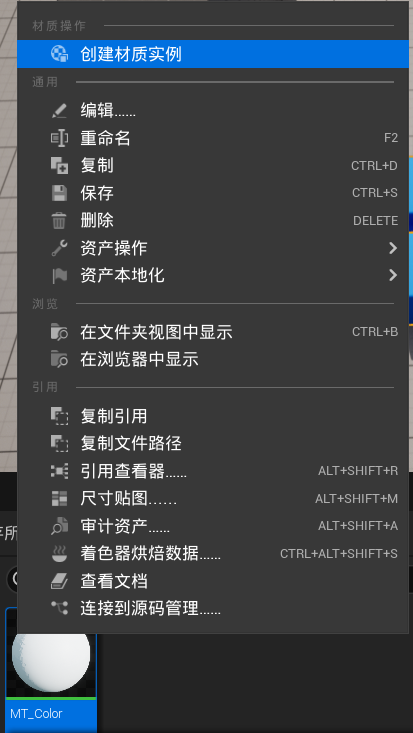 材质操作
创建材质实例
通用
编辑......
重命名 F2
复制 CTRL+D
保存 CTRL+S
删除 DELETE
资产操作
资产本地化
浏览
在文件夹视图中显示 CTRL+B
在浏览器中显示
引用
复制引用
复制文件路径
引用查看器...... ALT+SHIFT+R
尺寸贴图...... ALT+SHIFT+M
审计资产...... ALT+SHIFT+A
着色器烘焙数据...... CTRL+ALT+SHIFT+S
查看文档
连接到源码管理......
MT_Color